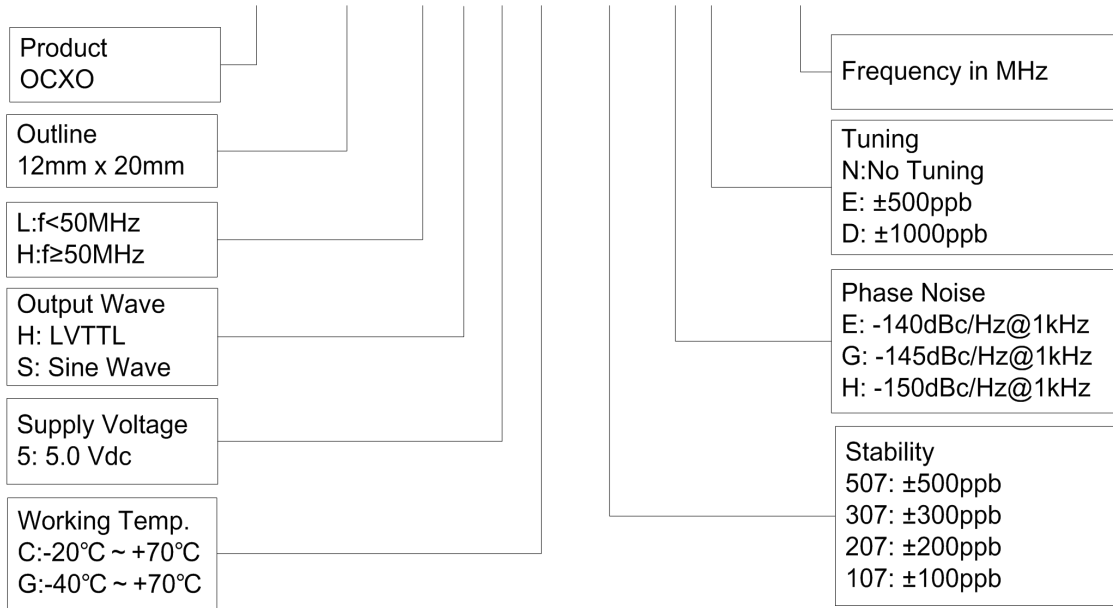 Product
OCXO
Outline
12mm x 20mm
L:f<50MHz
H:f≥50MHz
Output Wave
H: LVTTL
S: Sine Wave
Supply Voltage
5: 5.0 Vdc
Working Temp.
C:-20℃ ~ +70℃
G:-40℃ ~ +70℃
Frequency in MHz
Tuning
N:No Tuning
E: ±500ppb
D: ±1000ppb
Phase Noise
E: -140dBc/Hz@1kHz
G: -145dBc/Hz@1kHz
H: -150dBc/Hz@1kHz
Stability
507: ±500ppb
307: ±300ppb
207: ±200ppb
107: ±100ppb